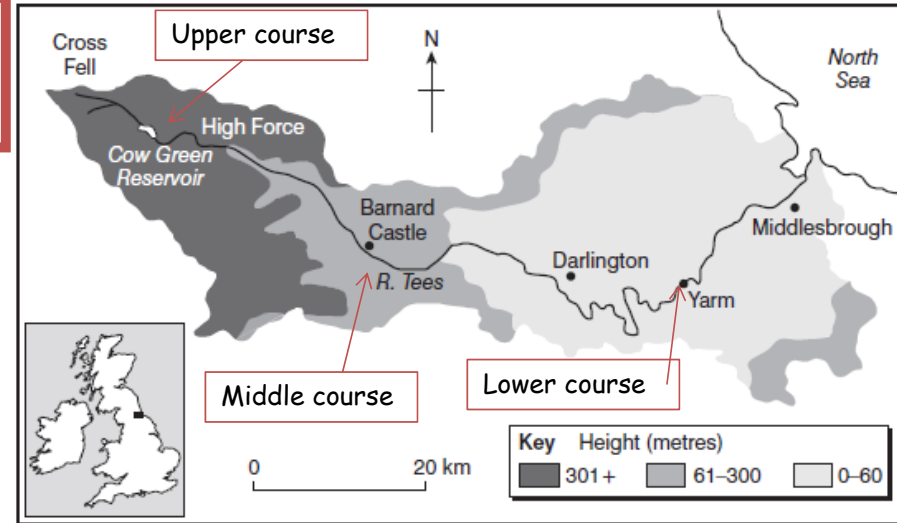 Upper course
N
Cross
Fell
North
Sea
High Force
Cow Green
Reservoir
Barnard
Castle
Middlesbrough
Darlington
R. Tees
Yarm
Middle course
Lower course
Key Height (metres)
301+ 61–300 0–60
0 20 km